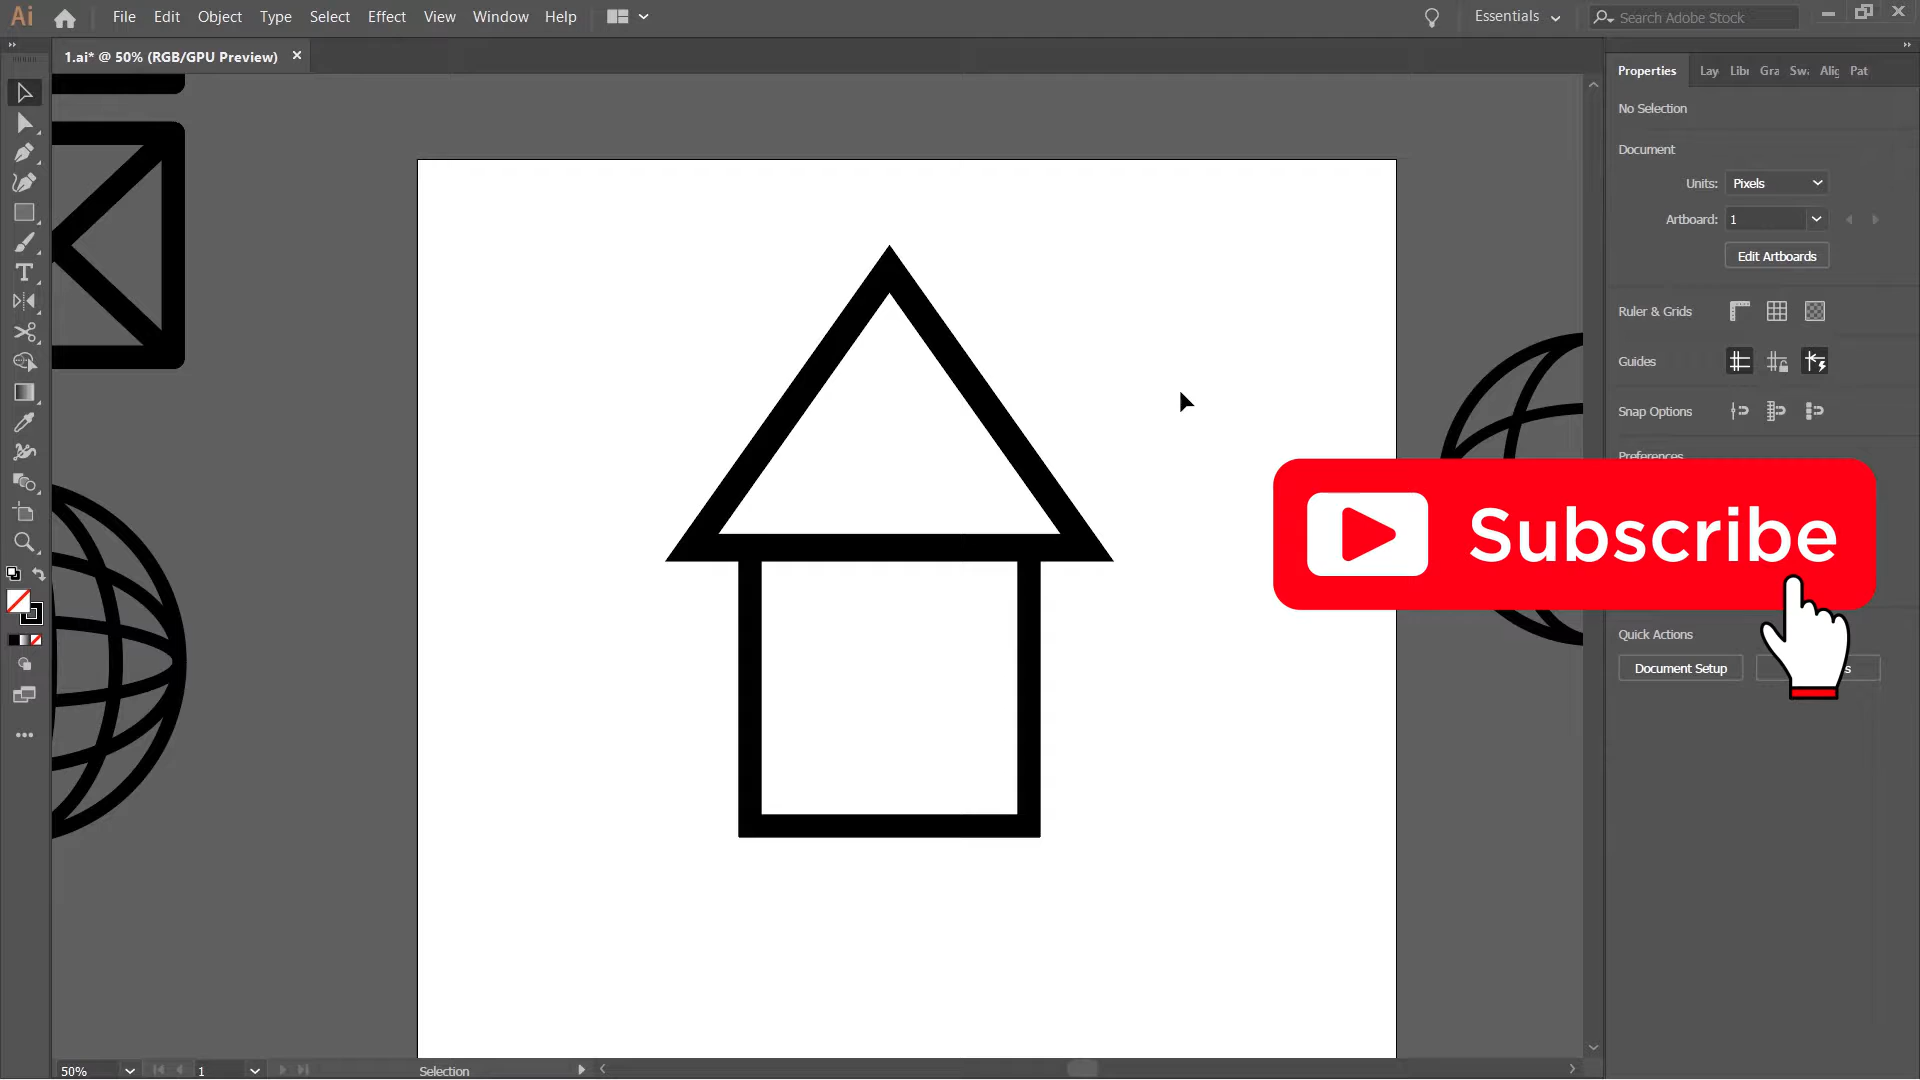 Ai File Edit Object Type Select Effect View Window Help Essentials Search Adobe Stock
1.ai* @ 50% (RGB/GPU Preview)
Properties Lay Libr Gra Swa Alig Pat
No Selection
Document
Units: Pixels
Artboard: 1
Edit Artboards
Ruler & Grids
Guides
Snap Options
Preferences
Subscribe
Quick Actions
Document Setup
50% 1 Selection